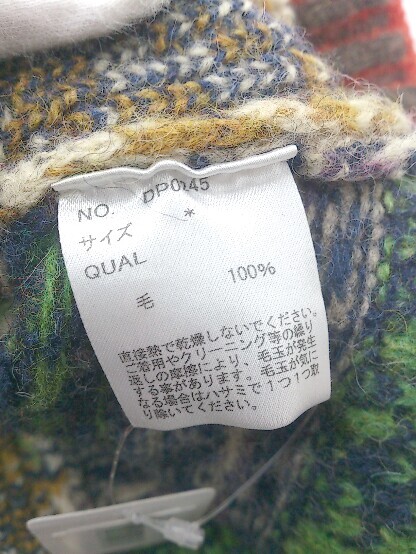 NO. DP0245
サイズ *
QUAL
毛 100%
直接熱で乾燥しないでください。
ご着用やクリーニング等の繰り
返しの摩擦により、毛玉が発生
する事があります。毛玉が気に
なる場合はハサミで1つ1つ取
り除いてください。